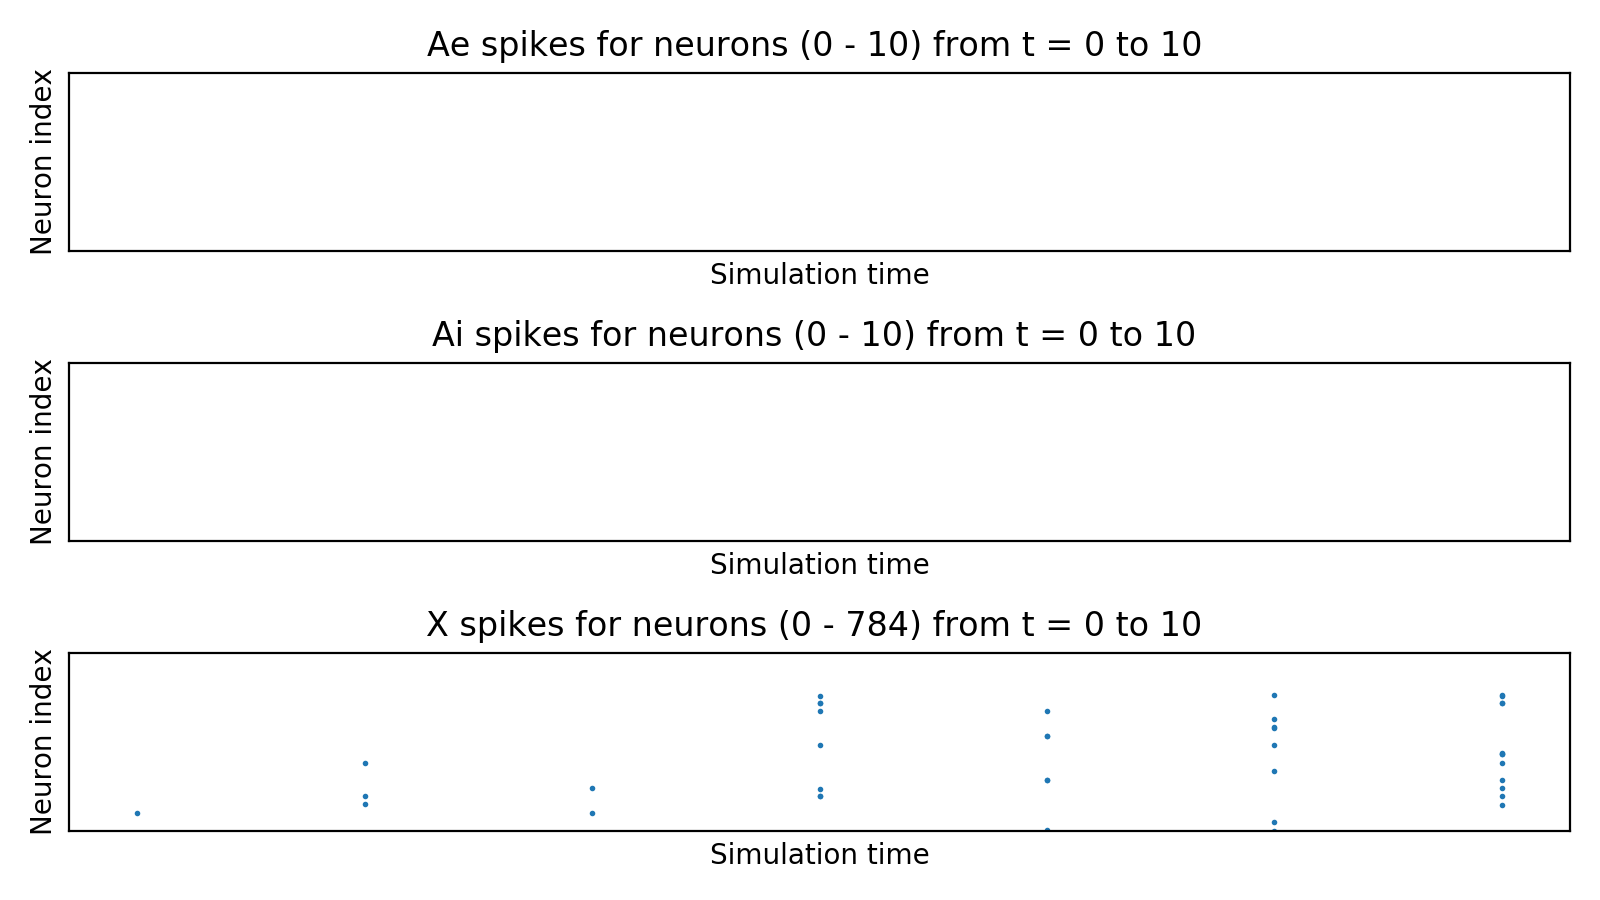 Ae spikes for neurons (0 - 10) from t = 0 to 10
Neuron index
Simulation time
Ai spikes for neurons (0 - 10) from t = 0 to 10
Neuron index
Simulation time
X spikes for neurons (0 - 784) from t = 0 to 10
Neuron index
Simulation time